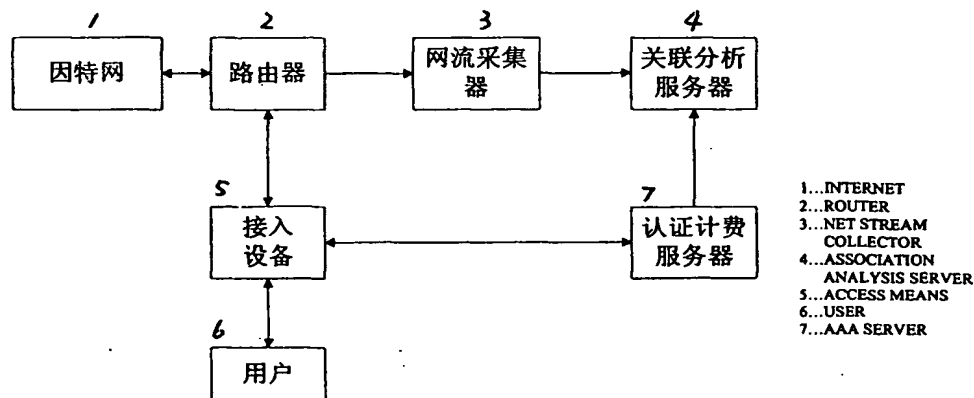 1
2
3
4
因特网
路由器
网流采集
器
关联分析
服务器
5
7
接入
设备
认证计费
服务器
6
用户
1...INTERNET
2...ROUTER
3...NET STREAM
COLLECTOR
4...ASSOCIATION
ANALYSIS SERVER
5...ACCESS MEANS
6...USER
7...AAA SERVER